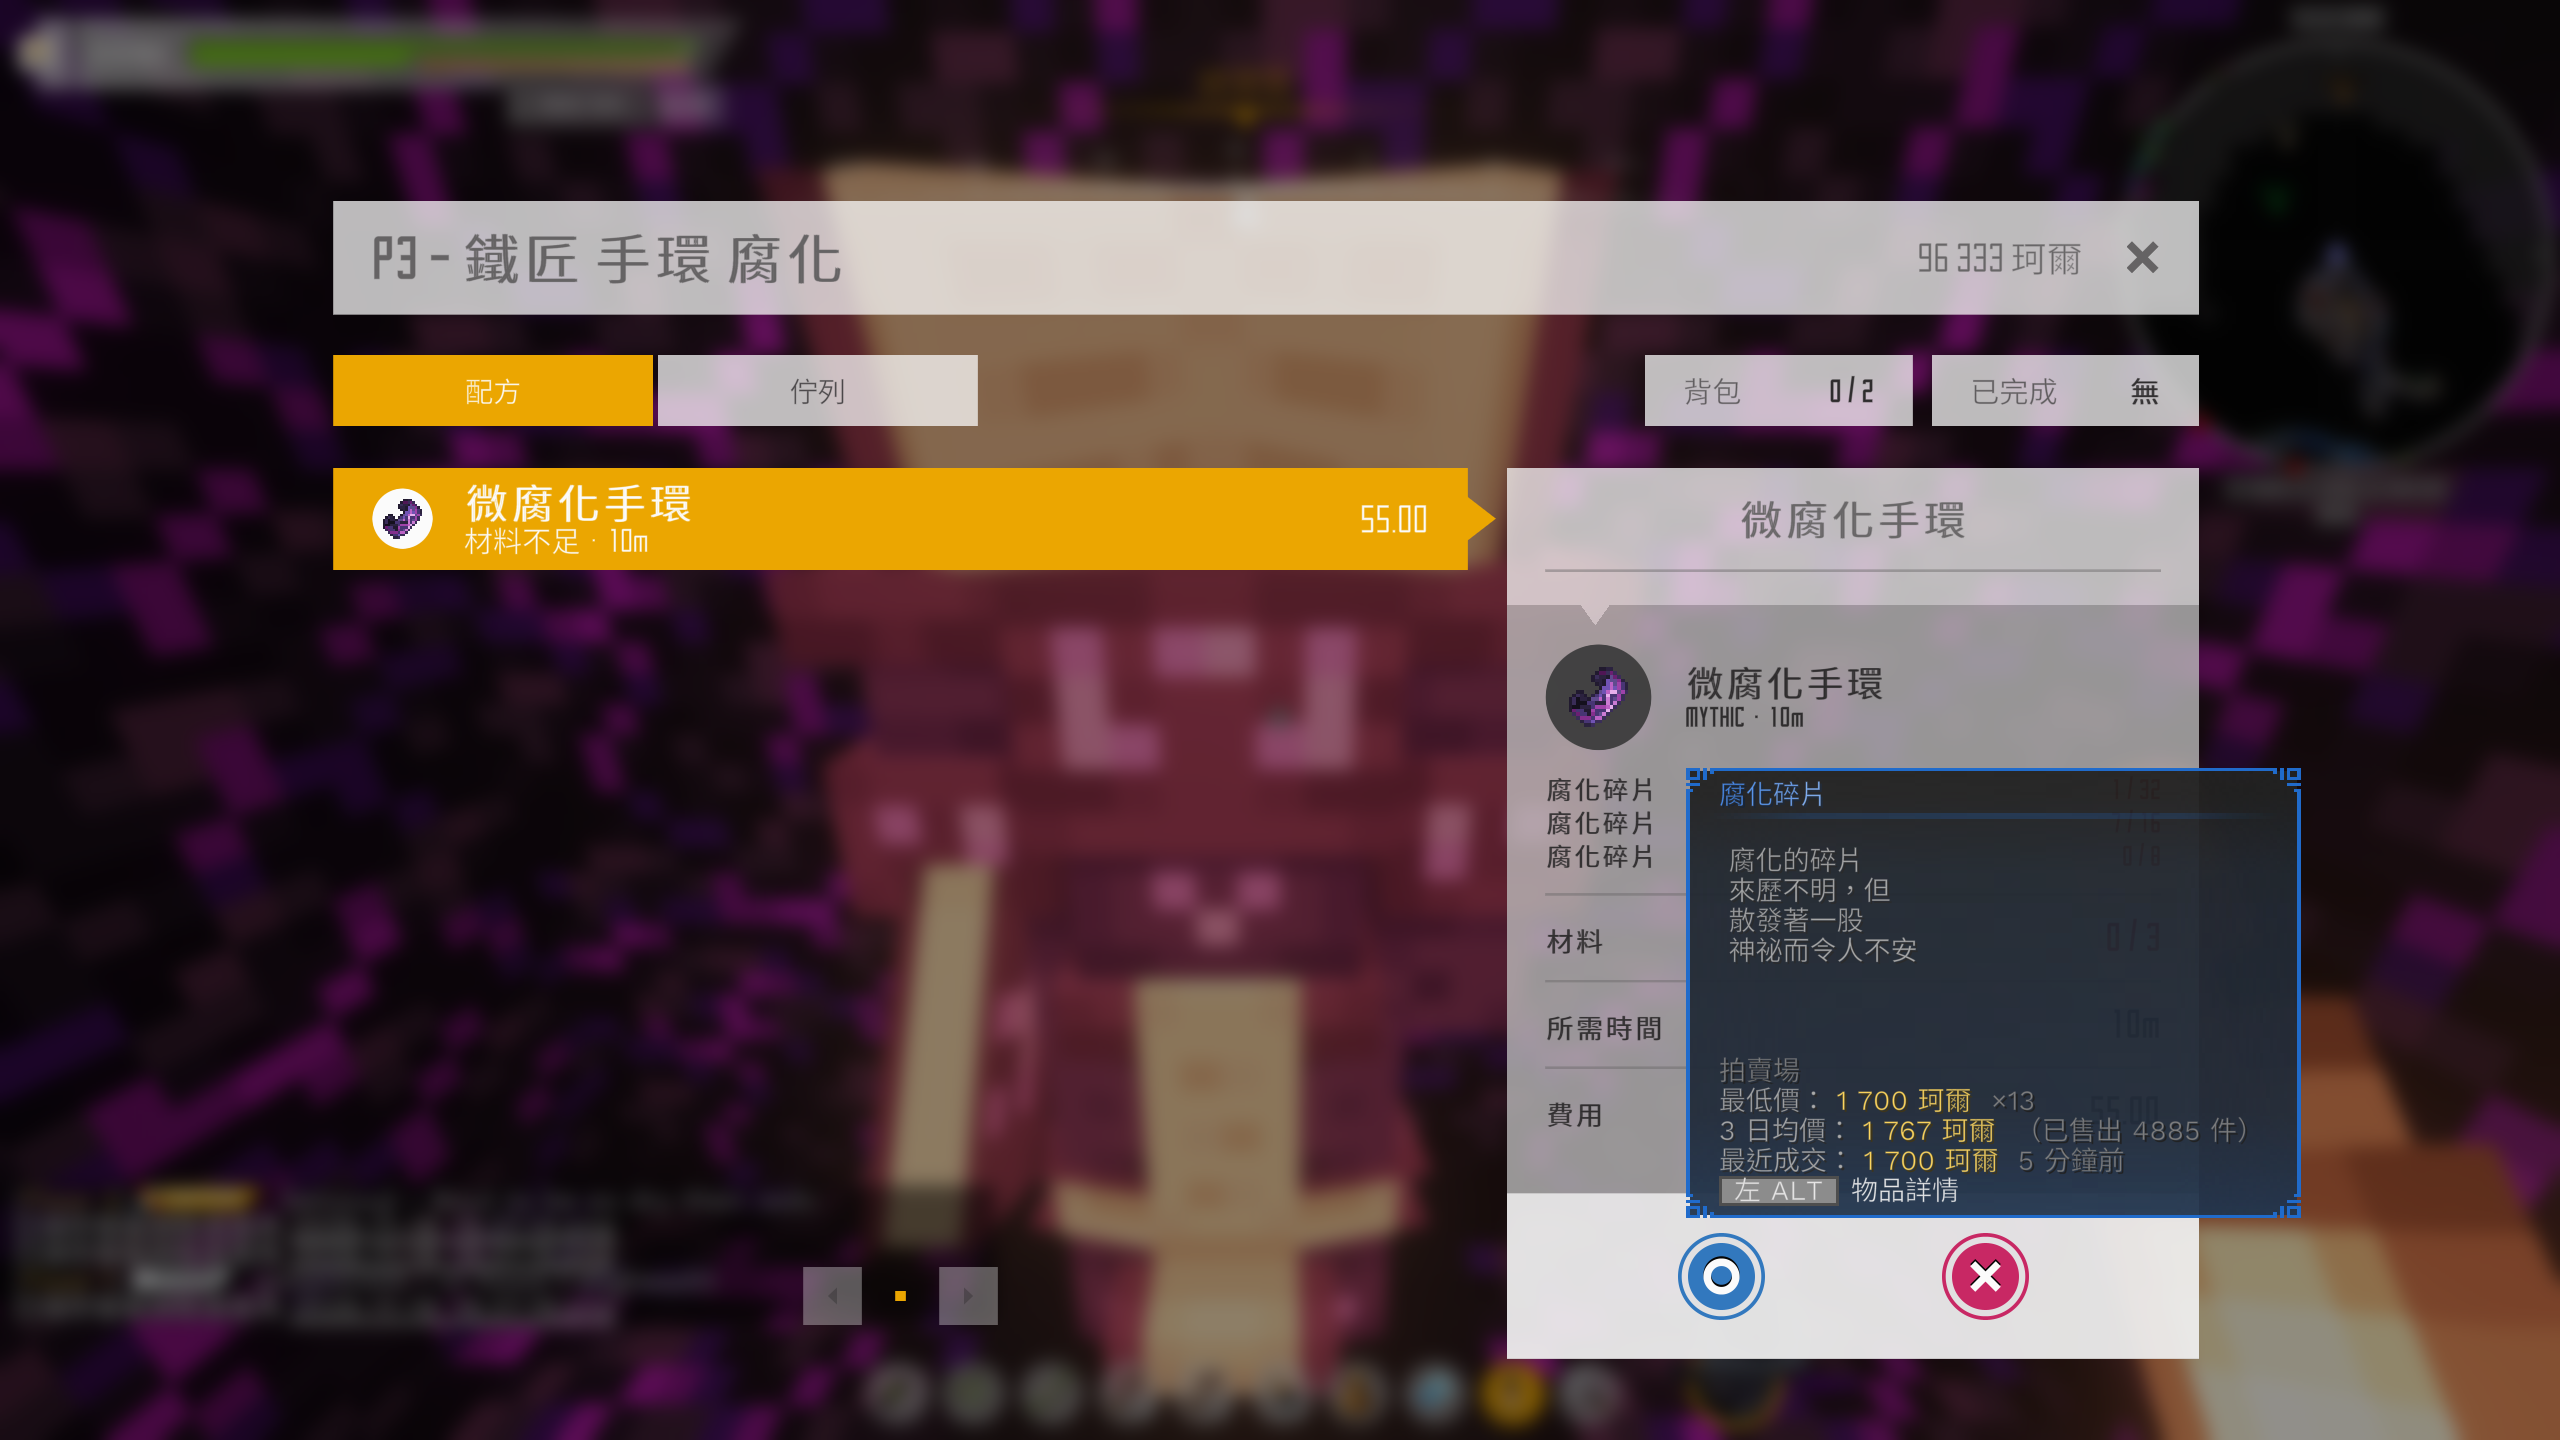 P3 - 鐵匠 手環 腐化
96 333 珂爾
配方
佇列
背包 0 / 2
已完成 無
微腐化手環
材料不足 · 10m
55.00
微腐化手環
微腐化手環
MYTHIC · 10m
腐化碎片
腐化碎片
腐化碎片 0/8
材料 0 / 3
所需時間 10m
費用 55.00
腐化碎片
腐化的碎片
來歷不明，但
散發著一股
神祕而令人不安
拍賣場
最低價： 1 700 珂爾 ×13
3 日均價： 1 767 珂爾 （已售出 4885 件）
最近成交： 1 700 珂爾 5 分鐘前
左 ALT 物品詳情